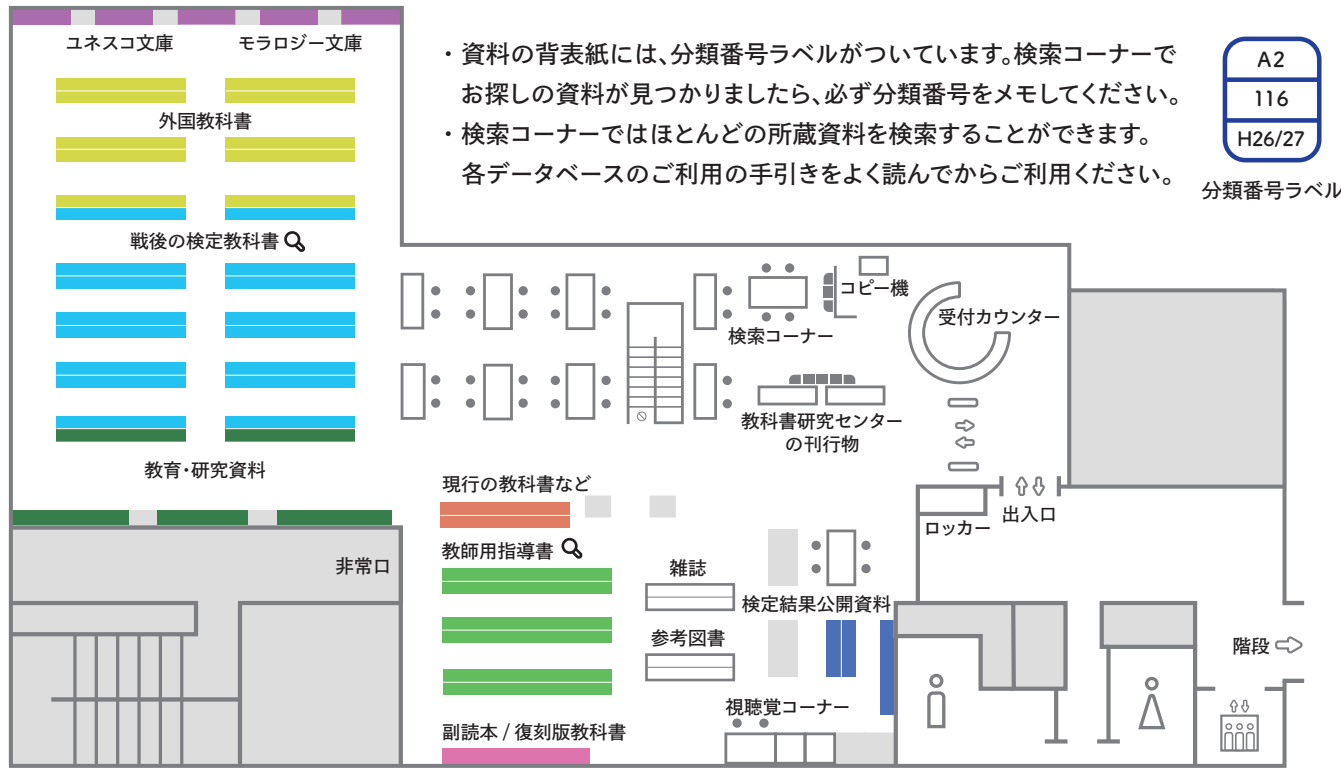 ・資料の背表紙には、分類番号ラベルがついています。検索コーナーで
お探しの資料が見つかりましたら、必ず分類番号をメモしてください。
・検索コーナーではほとんどの所蔵資料を検索することができます。
各データベースのご利用の手引きをよく読んでからご利用ください。
A2
116
H26/27
分類番号ラベル
ユネスコ文庫
モラロジー文庫
外国教科書
戦後の検定教科書
教育・研究資料
非常口
コピー機
検索コーナー
受付カウンター
教科書研究センター
の刊行物
ロッカー
出入口
現行の教科書など
教師用指導書
雑誌
検定結果公開資料
参考図書
階段
視聴覚コーナー
副読本 / 復刻版教科書